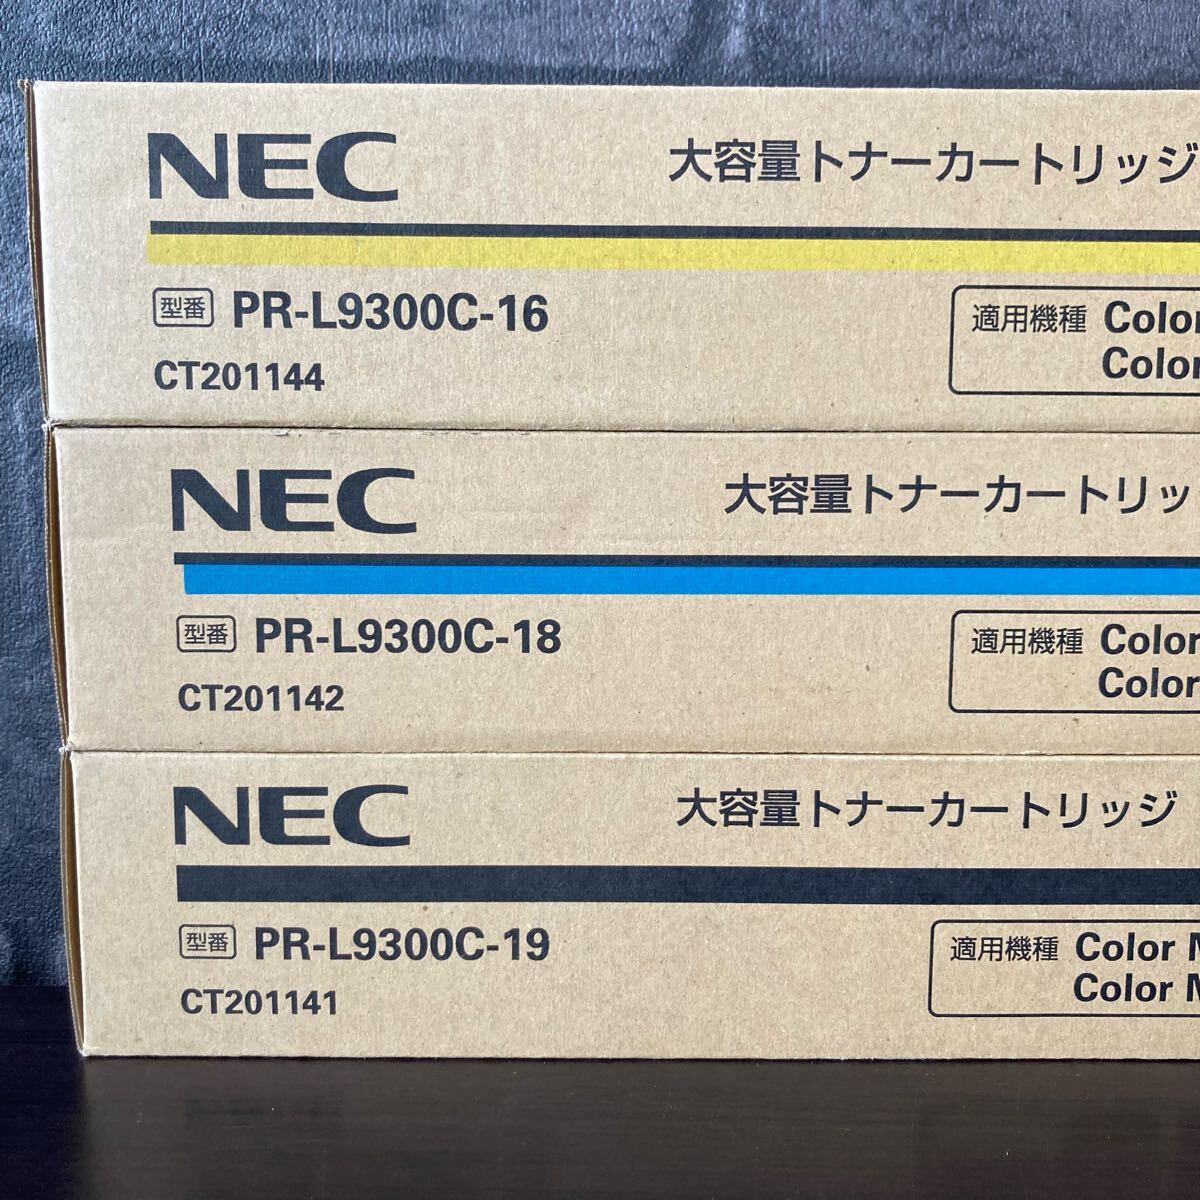 NEC
大容量トナーカートリッジ
型番 PR-L9300C-16
適用機種 Color
Color
CT201144
NEC
大容量トナーカートリッ
型番 PR-L9300C-18
適用機種 Color
Color
CT201142
NEC
大容量トナーカートリッジ
型番 PR-L9300C-19
適用機種 Color M
Color M
CT201141